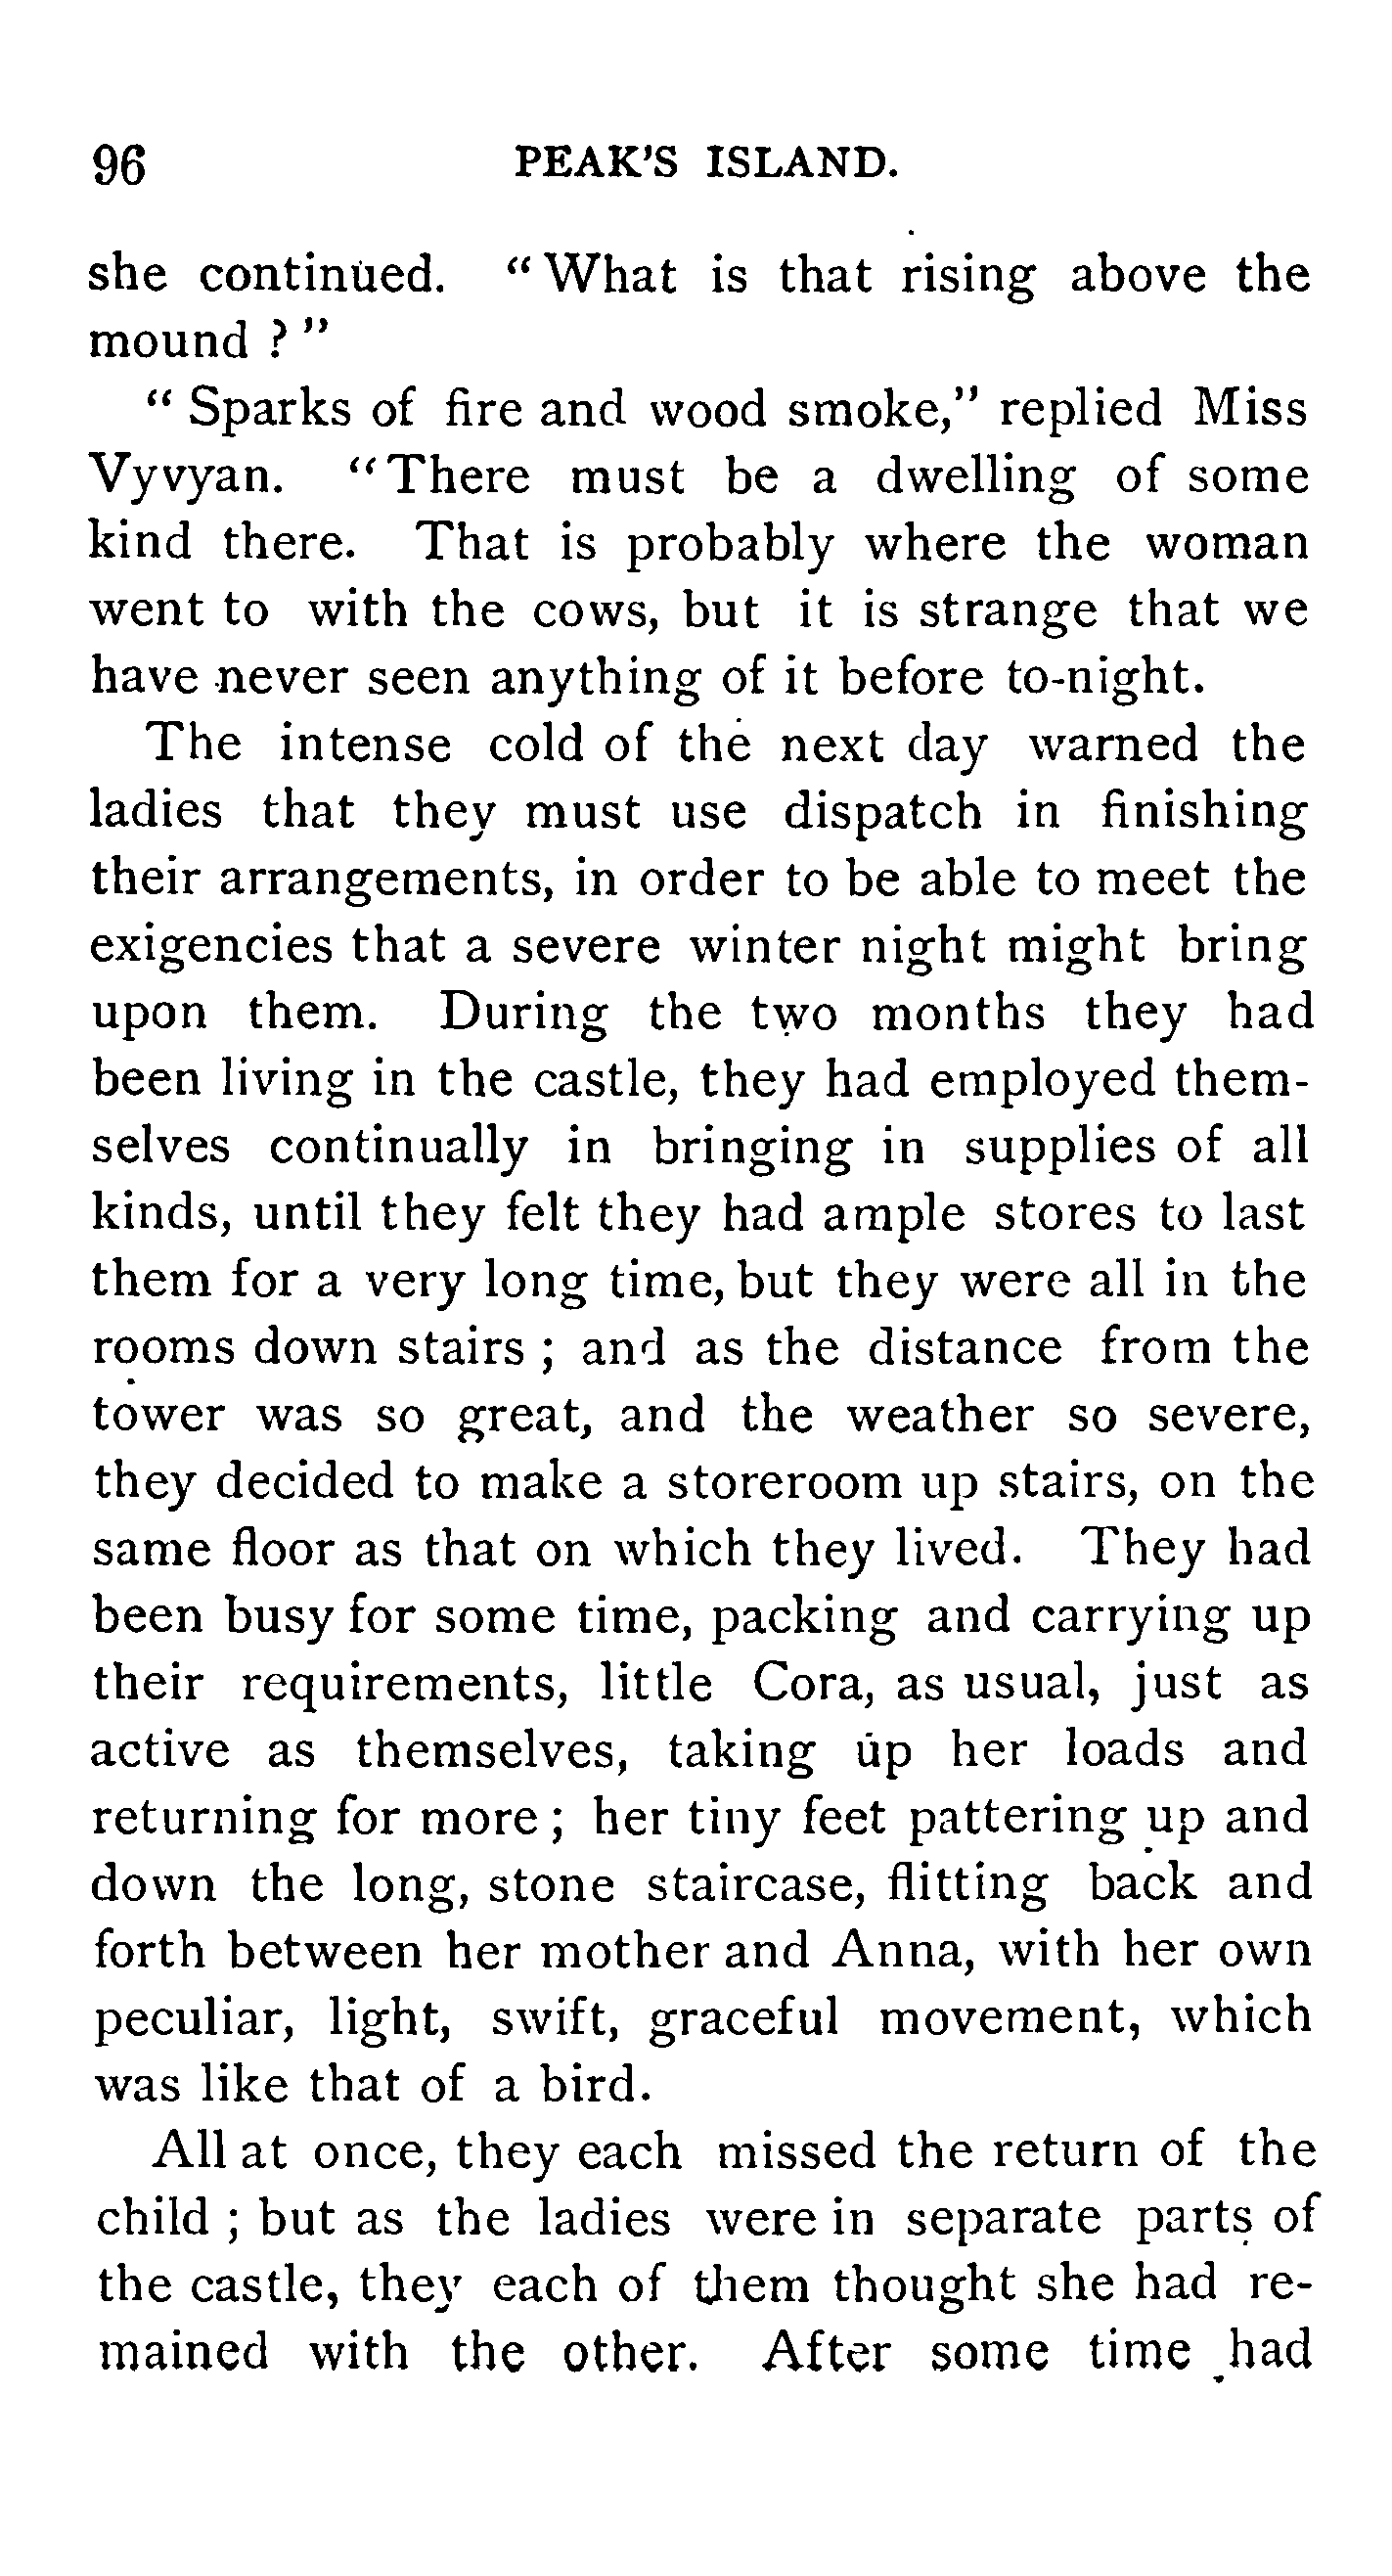 96 PEAK'S ISLAND.
she continued. "What is that rising above the
mound ?"
" Sparks of fire and wood smoke," replied Miss
Vyvyan. "There must be a dwelling of some
kind there. That is probably where the woman
went to with the cows, but it is strange that we
have never seen anything of it before to-night.
The intense cold of the next day warned the
ladies that they must use dispatch in finishing
their arrangements, in order to be able to meet the
exigencies that a severe winter night might bring
upon them. During the two months they had
been living in the castle, they had employed them-
selves continually in bringing in supplies of all
kinds, until they felt they had ample stores to last
them for a very long time, but they were all in the
rooms down stairs ; and as the distance from the
tower was so great, and the weather so severe,
they decided to make a storeroom up stairs, on the
same floor as that on which they lived. They had
been busy for some time, packing and carrying up
their requirements, little Cora, as usual, just as
active as themselves, taking up her loads and
returning for more ; her tiny feet pattering up and
down the long, stone staircase, flitting back and
forth between her mother and Anna, with her own
peculiar, light, swift, graceful movement, which
was like that of a bird.
All at once, they each missed the return of the
child ; but as the ladies were in separate parts of
the castle, they each of them thought she had re-
mained with the other. After some time had